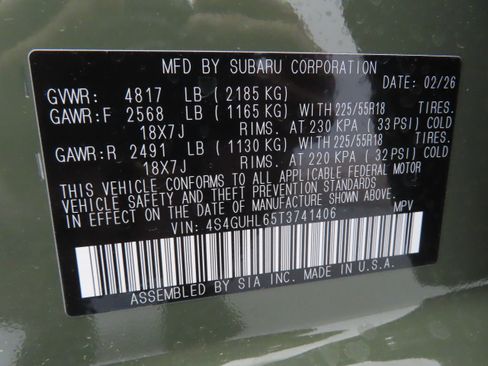 MFD BY SUBARU CORPORATION
DATE: 02/26
GVWR: 4817 LB (2185 KG)
GAWR:F 2568 LB (1165 KG) WITH 225/55R18 TIRES.
18X7J RIMS. AT 230 KPA (33 PSI) COLD
GAWR:R 2491 LB (1130 KG) WITH 225/55R18 TIRES.
18X7J RIMS. AT 220 KPA (32 PSI) COLD
THIS VEHICLE CONFORMS TO ALL APPLICABLE FEDERAL MOTOR
VEHICLE SAFETY AND THEFT PREVENTION STANDARDS
IN EFFECT ON THE DATE OF MANUFACTURE SHOWN ABOVE.
VIN: 4S4GUHL65T3741406 MPV
ASSEMBLED BY SIA INC. MADE IN U.S.A.